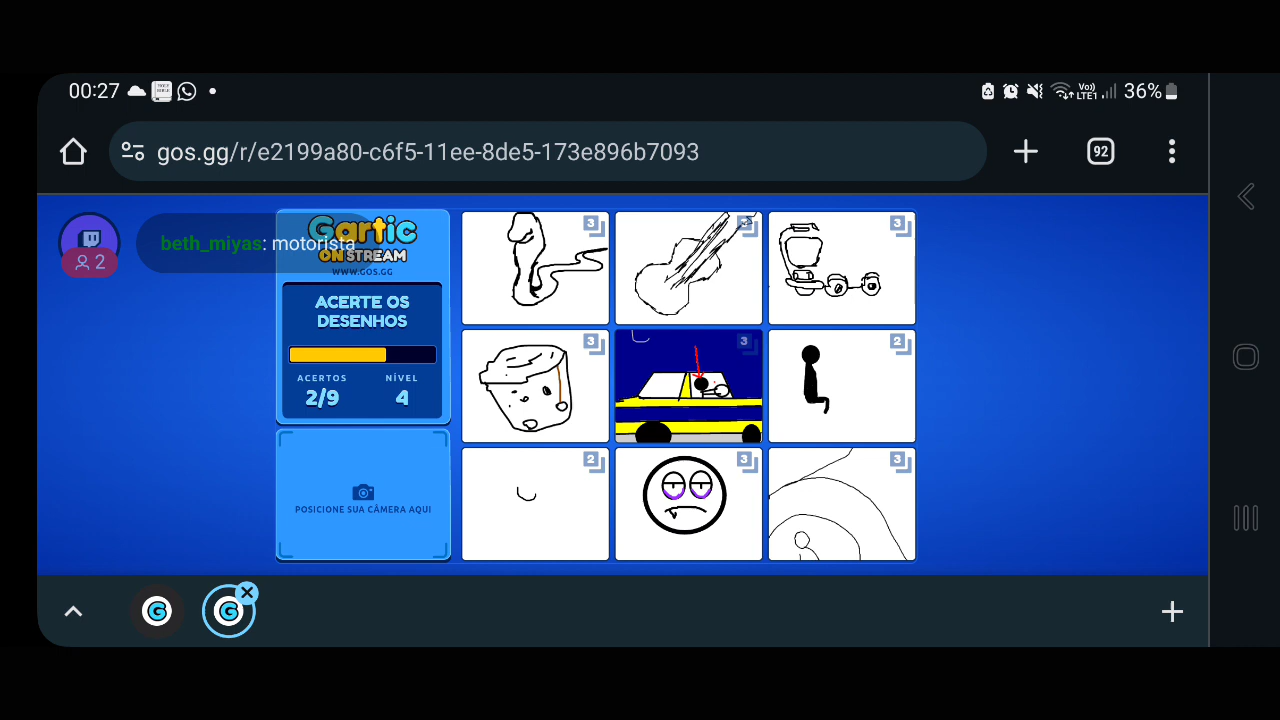 00:27
Vo))
LTE1
36%
gos.gg/r/e2199a80-c6f5-11ee-8de5-173e896b7093
92
2
beth_miyas: motorista
Gartic
ON STREAM
WWW.GOS.GG
ACERTE OS
DESENHOS
ACERTOS NÍVEL
2/9 4
POSICIONE SUA CÂMERA AQUI
3 3 3
3 3 2
2 3 3
G G